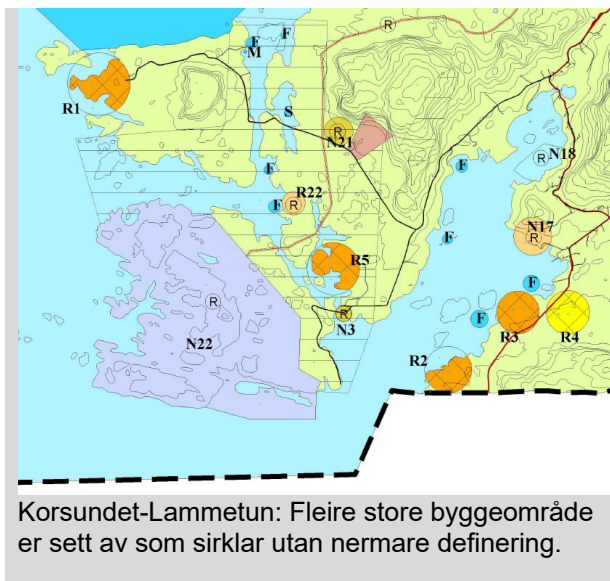 R
F
F
M
R1
S
R
N21
N18
R
F
F
R22
R
N17
R
F
F
R5
F
R
N22
N3
R
F
R3
R4
R2
Korsundet-Lammetun: Fleire store byggeområde
er sett av som sirklar utan nermare definering.